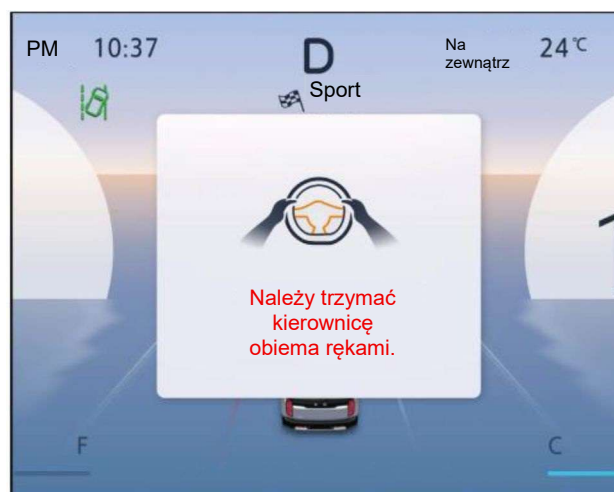 PM 10:37 D Na zewnątrz 24℃
Sport
Należy trzymać
kierownicę
obiema rękami.
F C